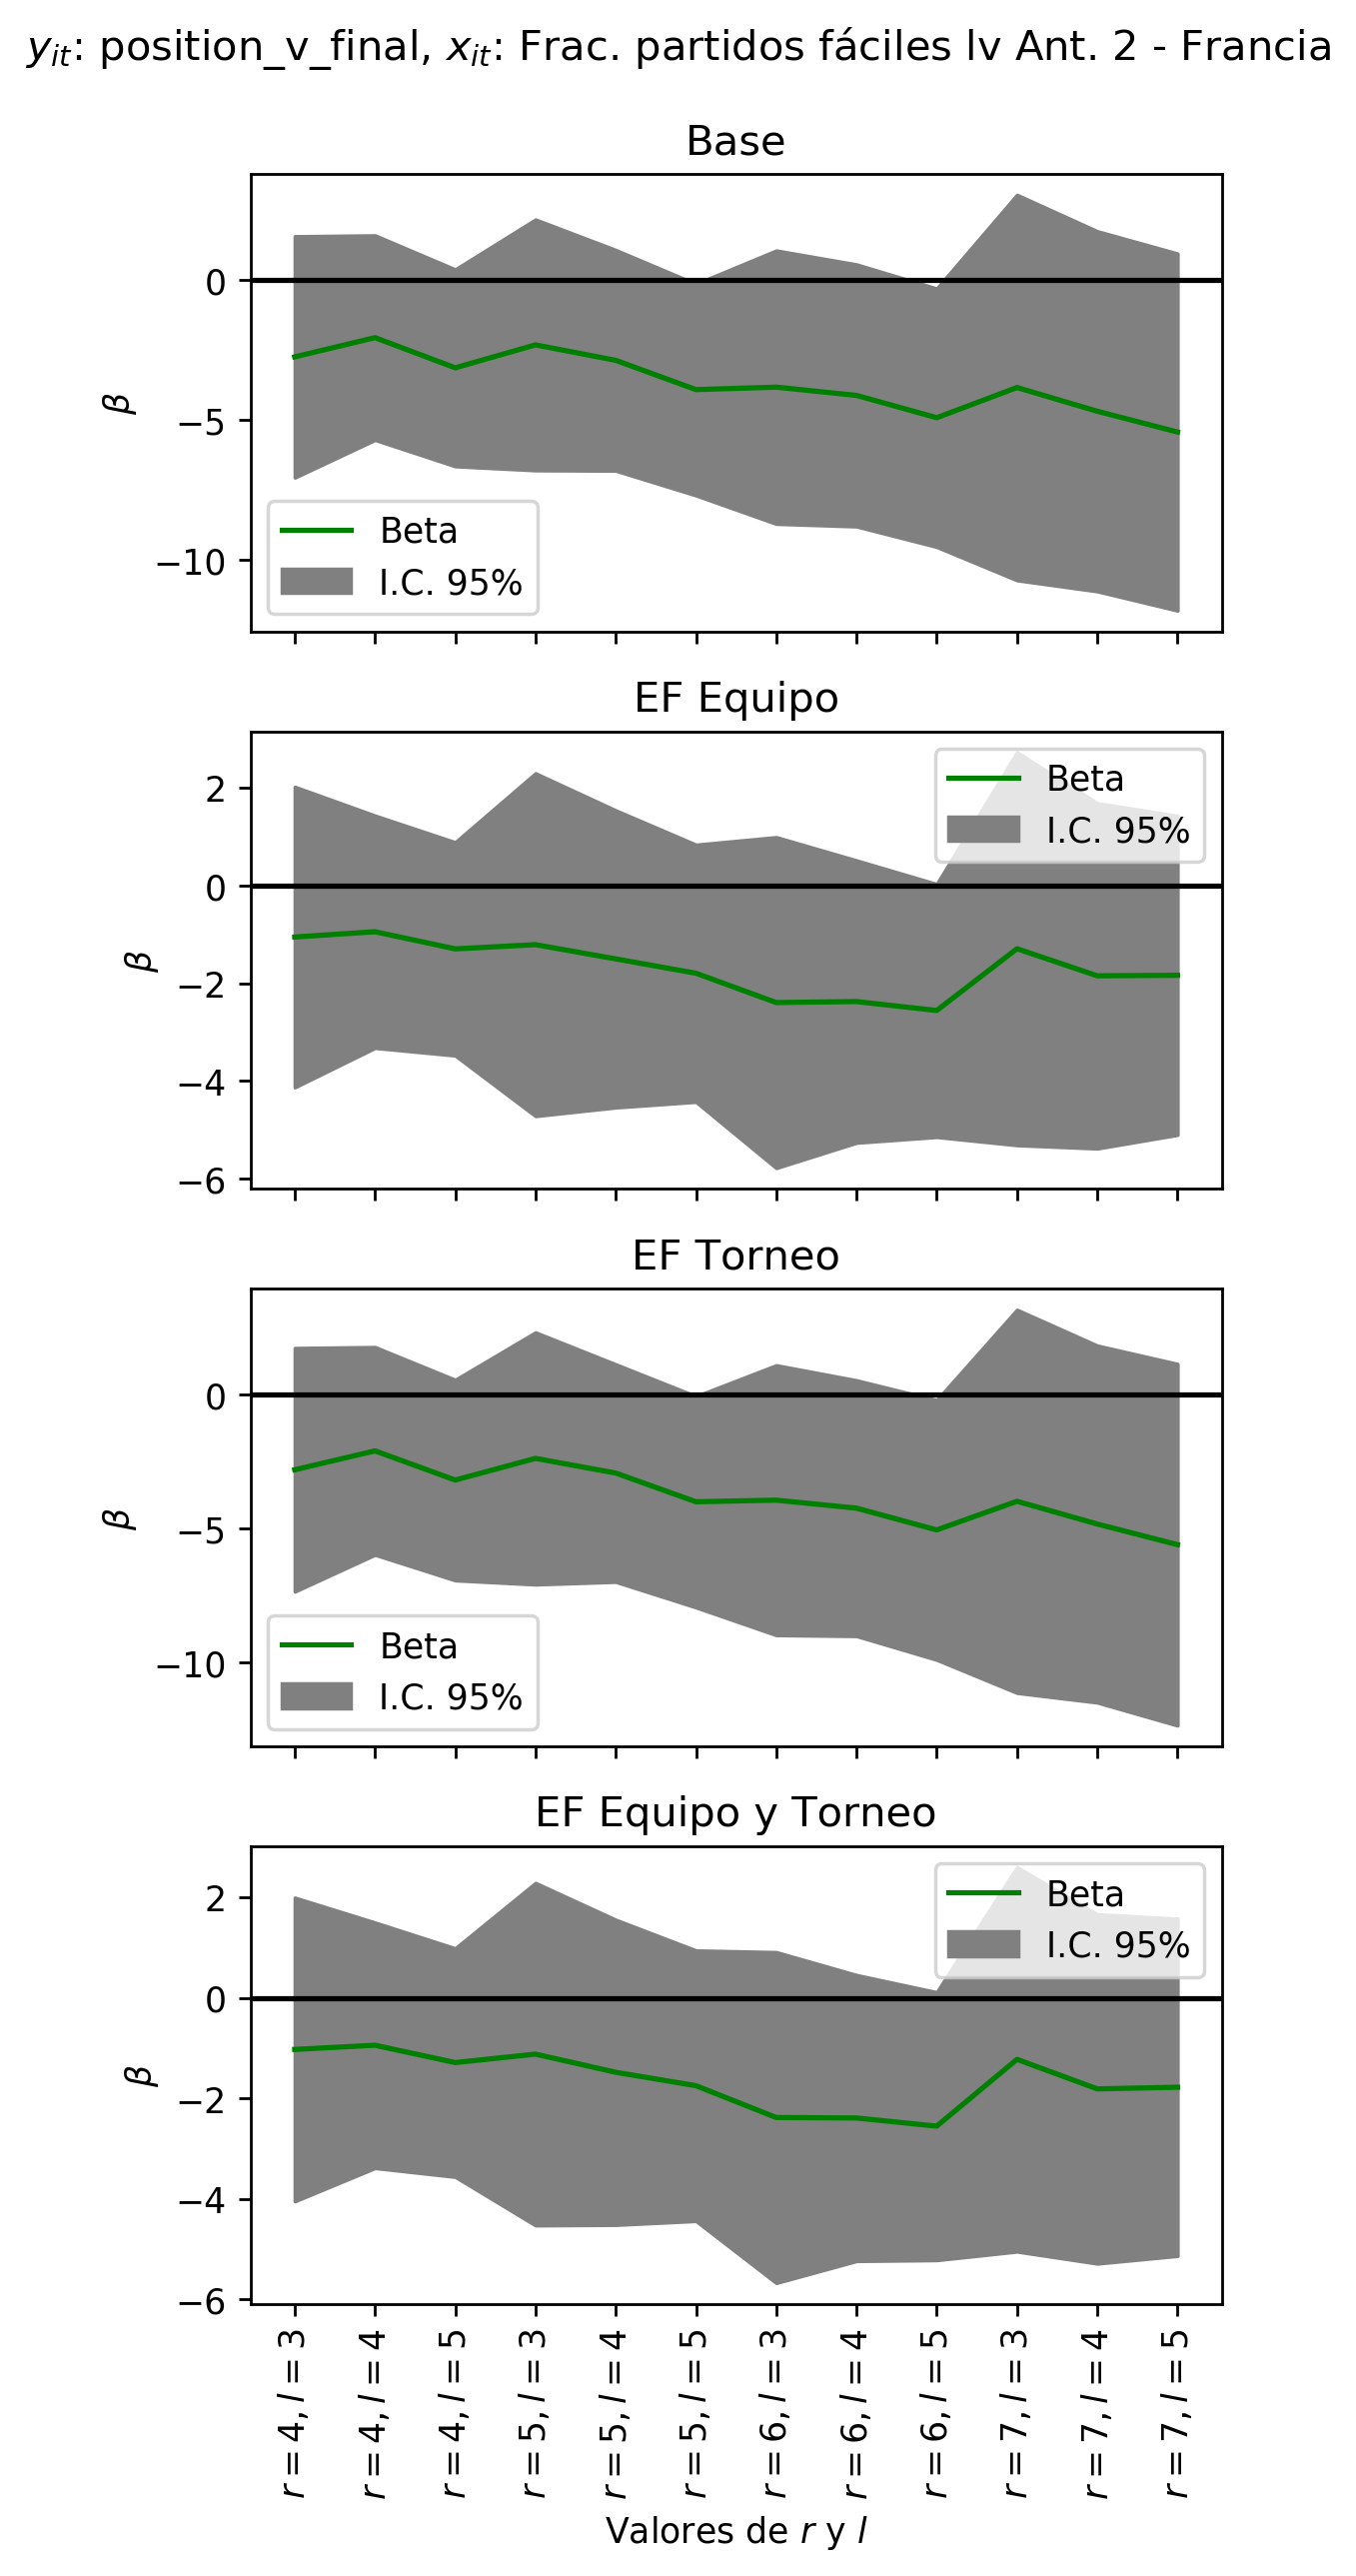 y_it: position_v_final, x_it: Frac. partidos fáciles lv Ant. 2 - Francia
Base
0
−5
−10
β
Beta
I.C. 95%
EF Equipo
2
0
−2
−4
−6
β
Beta
I.C. 95%
EF Torneo
0
−5
−10
β
Beta
I.C. 95%
EF Equipo y Torneo
2
0
−2
−4
−6
β
Beta
I.C. 95%
r = 4, l = 3
r = 4, l = 4
r = 4, l = 5
r = 5, l = 3
r = 5, l = 4
r = 5, l = 5
r = 6, l = 3
r = 6, l = 4
r = 6, l = 5
r = 7, l = 3
r = 7, l = 4
r = 7, l = 5
Valores de r y l